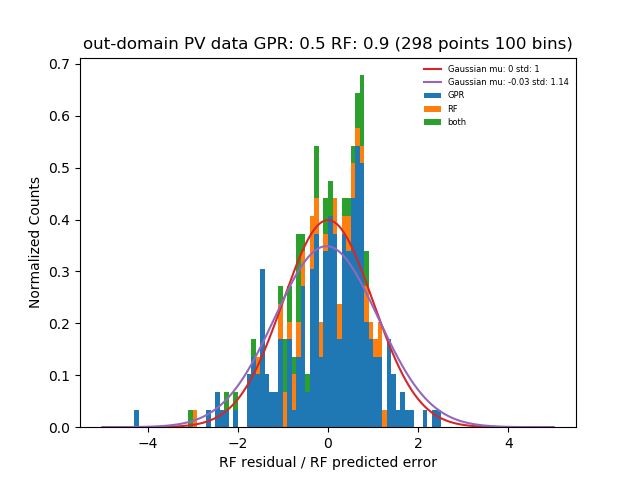 out-domain PV data GPR: 0.5 RF: 0.9 (298 points 100 bins)
Gaussian mu: 0 std: 1
Gaussian mu: -0.03 std: 1.14
GPR
RF
both
Normalized Counts
0.7
0.6
0.5
0.4
0.3
0.2
0.1
0.0
−4
−2
0
2
4
RF residual / RF predicted error